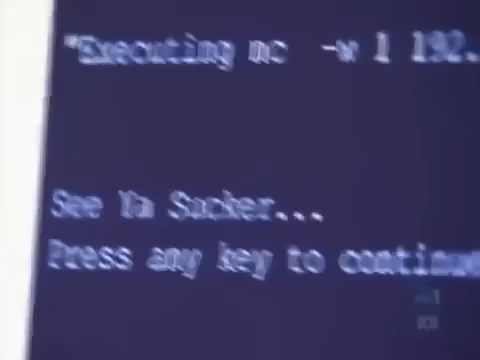 "Executing nc -w 1 192.
See Ya Sucker...
Press any key to continue